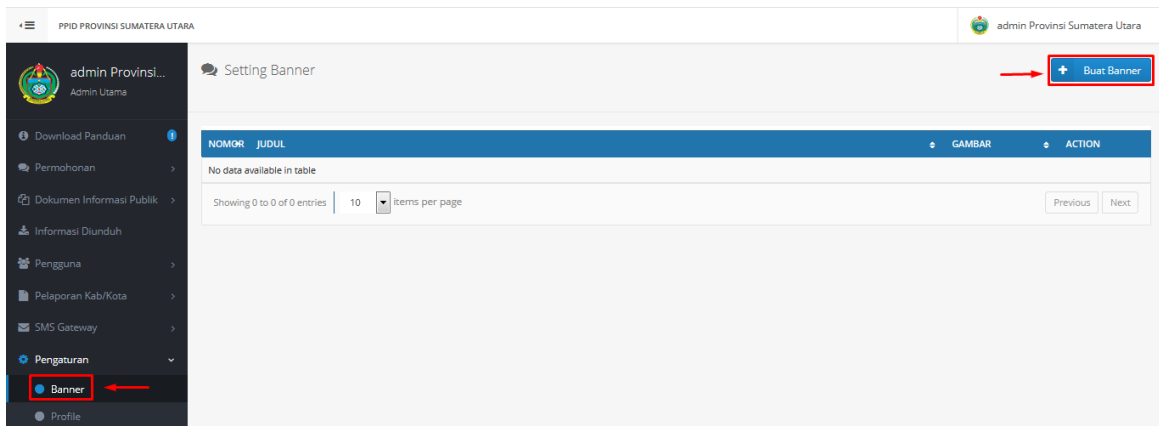 PPID PROVINSI SUMATERA UTARA
admin Provinsi Sumatera Utara
admin Provinsi...
Admin Utama
Setting Banner
+ Buat Banner
Download Panduan
Permohonan
Dokumen Informasi Publik
Informasi Diunduh
Pengguna
Pelaporan Kab/Kota
SMS Gateway
Pengaturan
Banner
Profile
NOMOR JUDUL GAMBAR ACTION
No data available in table
Showing 0 to 0 of 0 entries 10 items per page
Previous Next